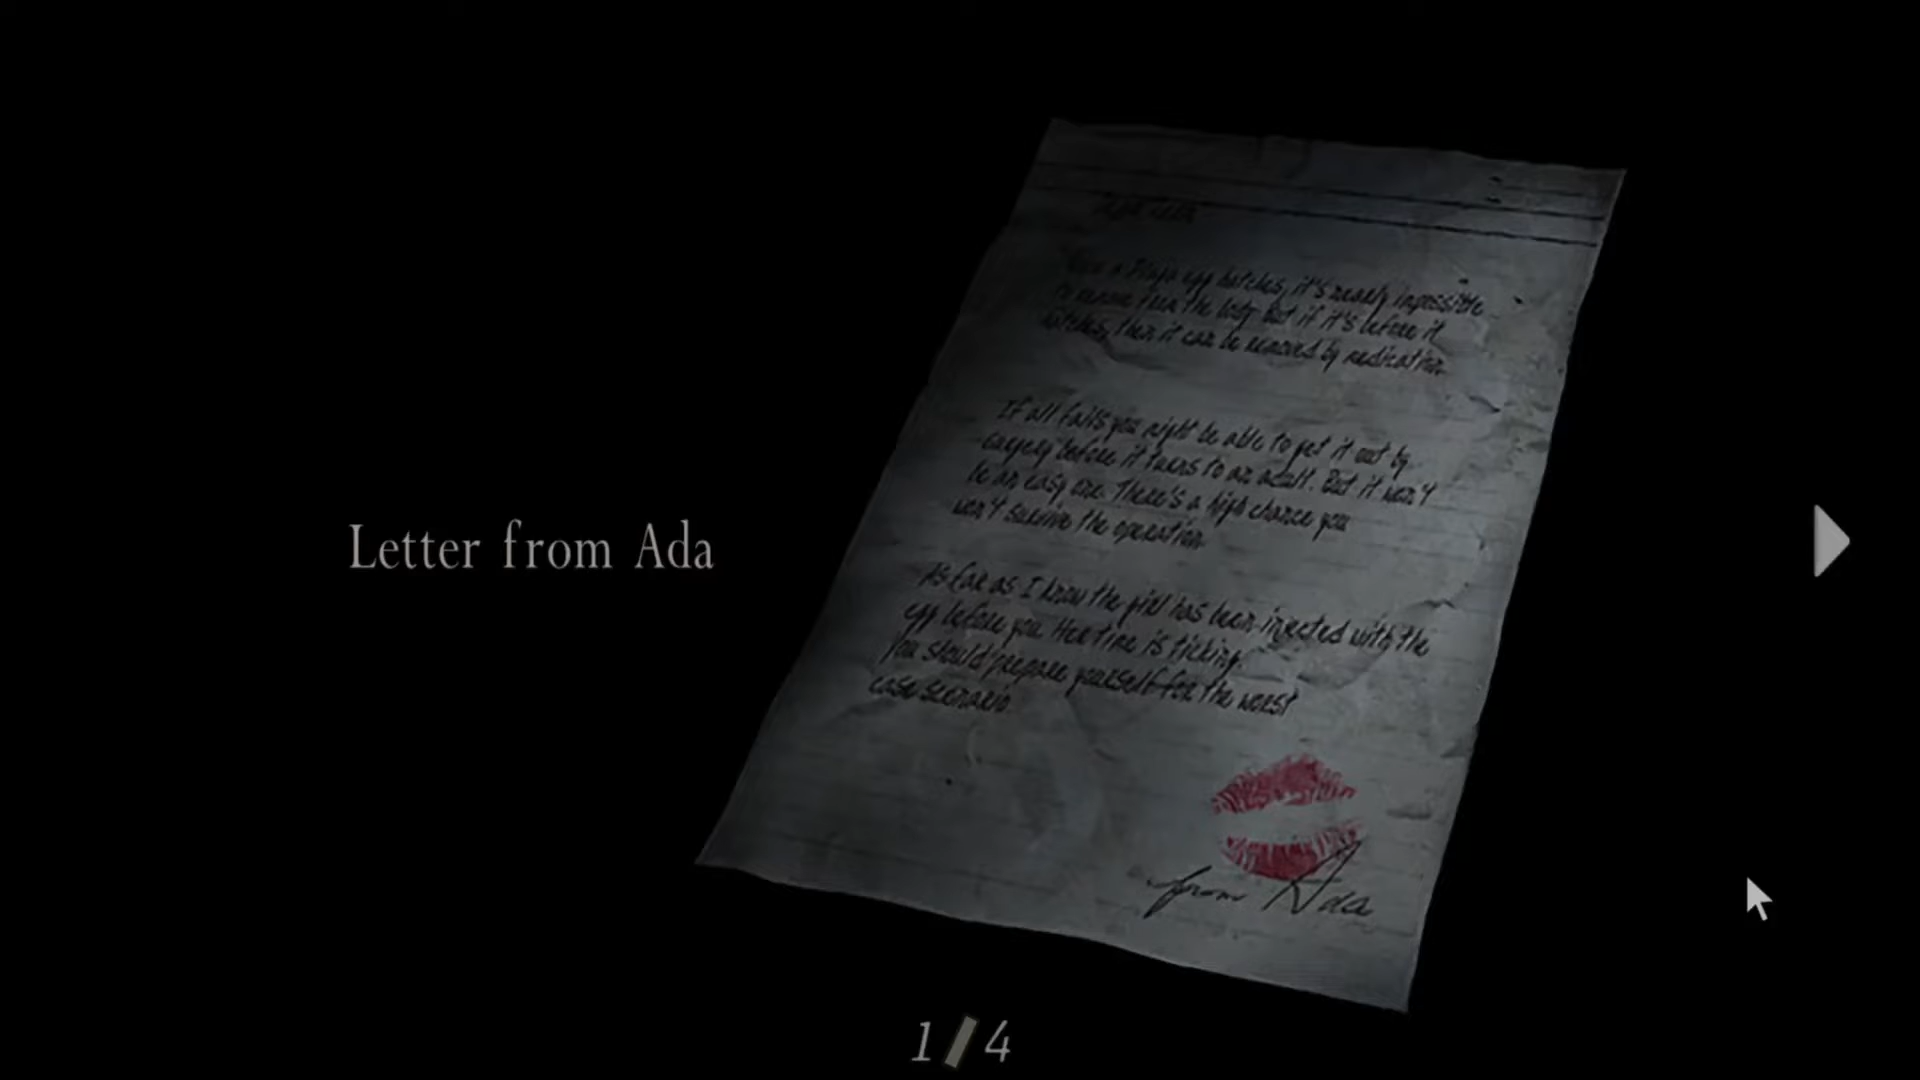 Letter from Ada
a Plaga egg hatches, it's nearly impossible
to remove from the body. But if it's before it
hatches, then it can be removed by medication.
If all fails you might be able to get it out by
surgery before it turns to an adult. But it won't
be an easy one. There's a high chance you
won't survive the operation.
As far as I know the girl has been injected with the
egg before you. Her time is ticking.
You should prepare yourself for the worst
case scenario.
from Ada
1/4